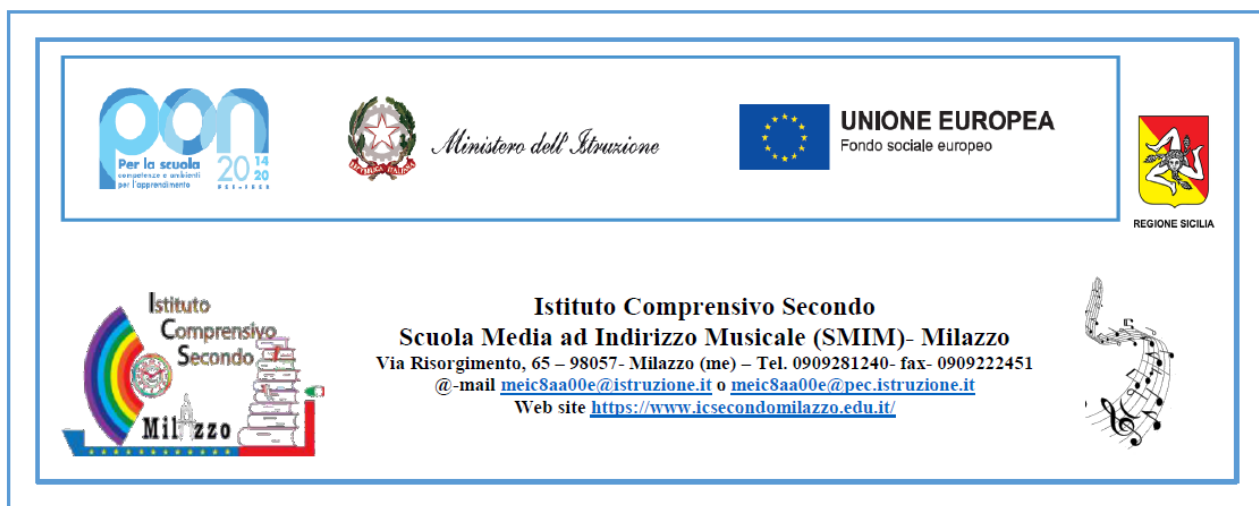 pon
Per la scuola
competenze e ambienti
per l'apprendimento
20 14
20
FSE-FESR
Ministero dell'Istruzione
UNIONE EUROPEA
Fondo sociale europeo
REGIONE SICILIA
Istituto
Comprensivo
Secondo
Milazzo
Istituto Comprensivo Secondo
Scuola Media ad Indirizzo Musicale (SMIM)- Milazzo
Via Risorgimento, 65 – 98057- Milazzo (me) – Tel. 0909281240- fax- 0909222451
@-mail meic8aa00e@istruzione.it o meic8aa00e@pec.istruzione.it
Web site https://www.icsecondomilazzo.edu.it/